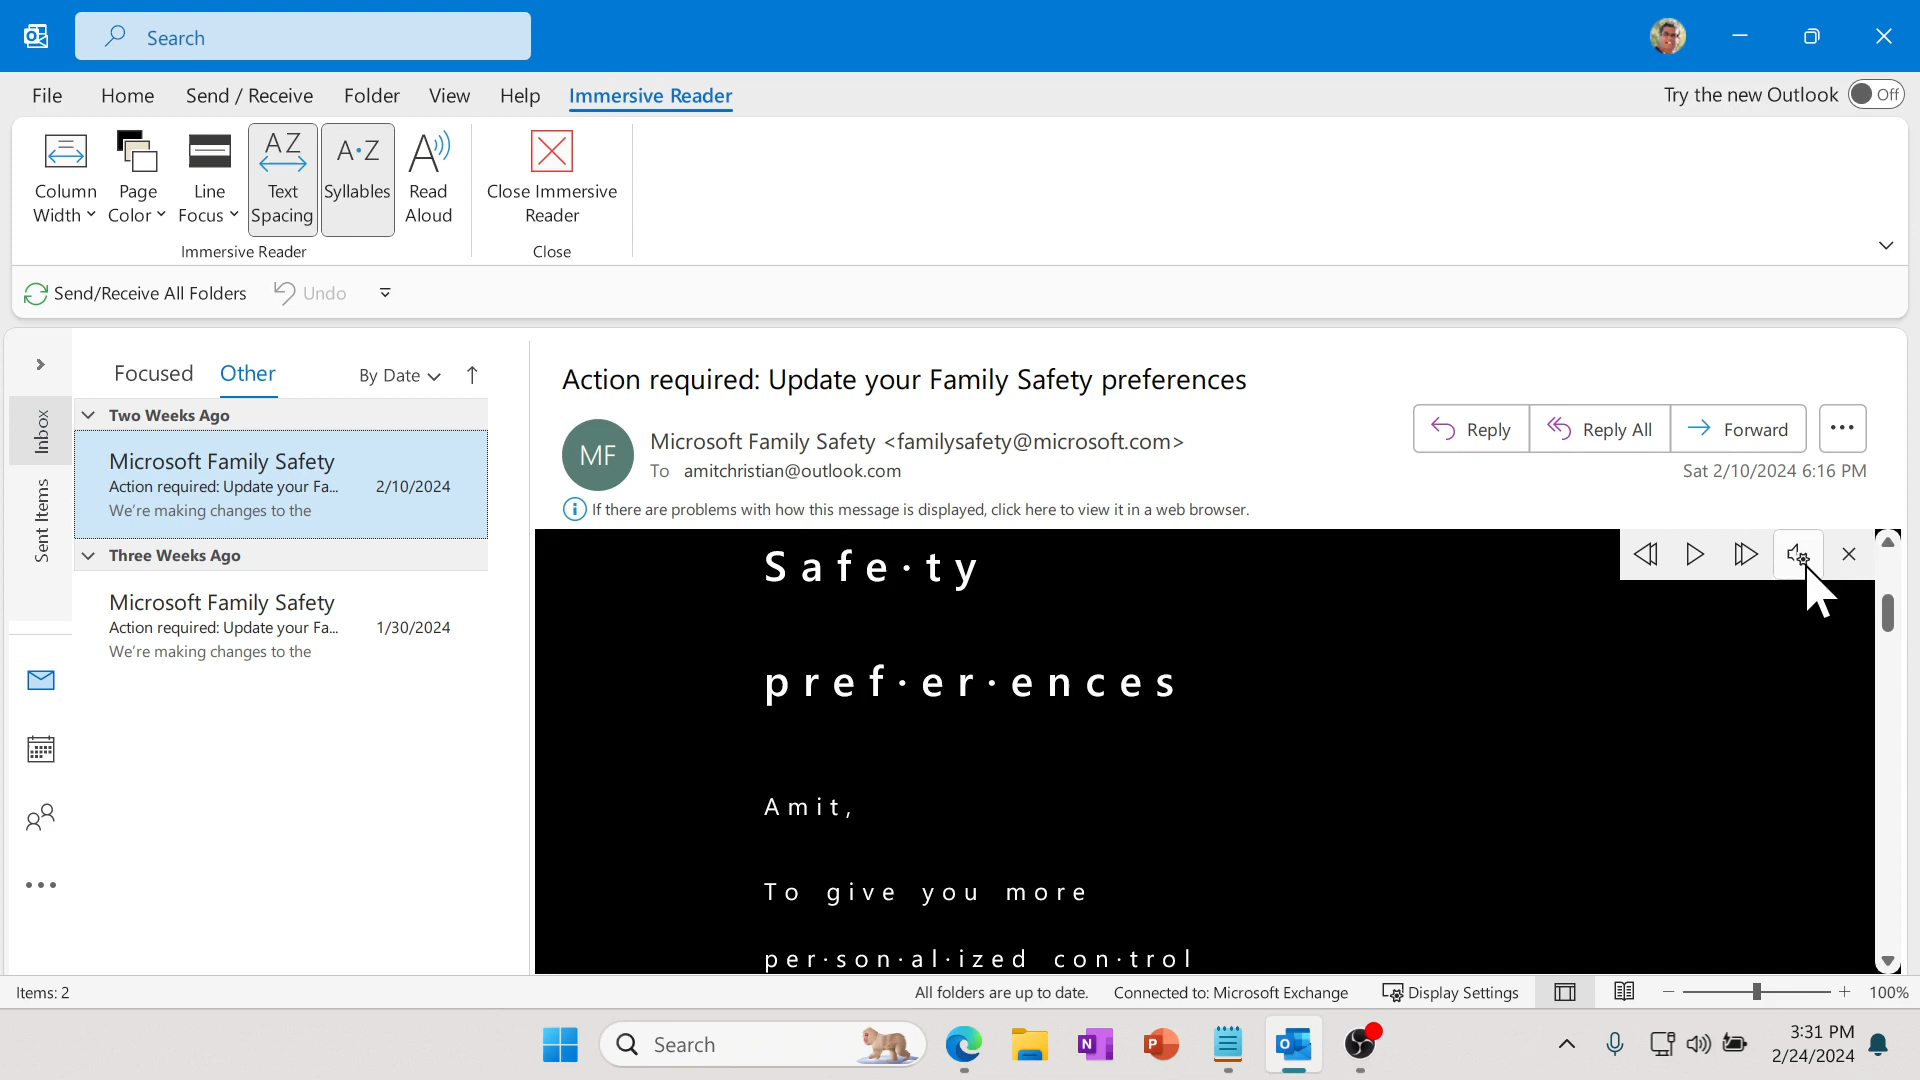 Search
File Home Send / Receive Folder View Help Immersive Reader
Try the new Outlook Off
Column Width
Page Color
Line Focus
AZ Text Spacing
A·Z Syllables
A Read Aloud
Close Immersive Reader
Immersive Reader
Close
Send/Receive All Folders Undo
Inbox
Sent Items
Focused Other By Date
Two Weeks Ago
Microsoft Family Safety
Action required: Update your Fa... 2/10/2024
We're making changes to the
Three Weeks Ago
Microsoft Family Safety
Action required: Update your Fa... 1/30/2024
We're making changes to the
Action required: Update your Family Safety preferences
MF
Microsoft Family Safety <familysafety@microsoft.com>
To amitchristian@outlook.com
Reply Reply All Forward
Sat 2/10/2024 6:16 PM
If there are problems with how this message is displayed, click here to view it in a web browser.
Safe·ty
pref·er·ences
Amit,
To give you more
per·son·al·ized con·trol
Items: 2
All folders are up to date. Connected to: Microsoft Exchange Display Settings 100%
Search
3:31 PM
2/24/2024